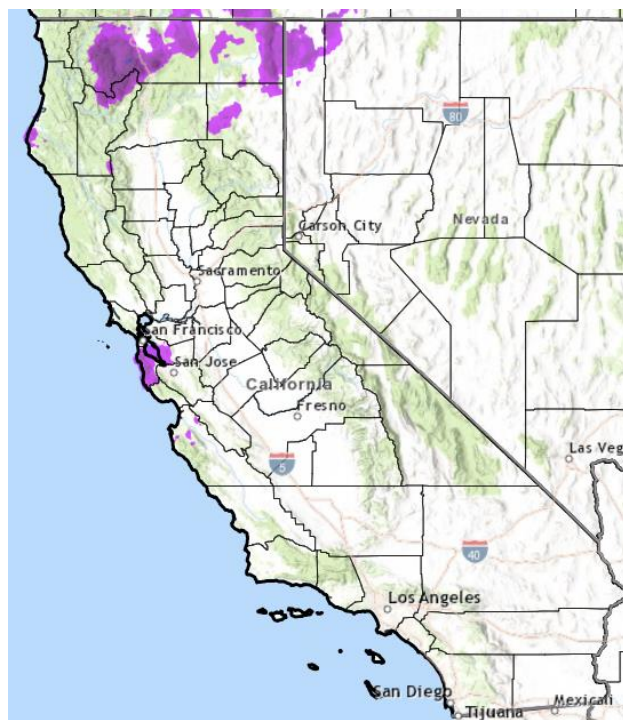 80
Nevada
Carson City
Sacramento
San Francisco
San Jose
California
Fresno
Las Veg
5
40
Los Angeles
San Diego
Mexicali
Tijuana